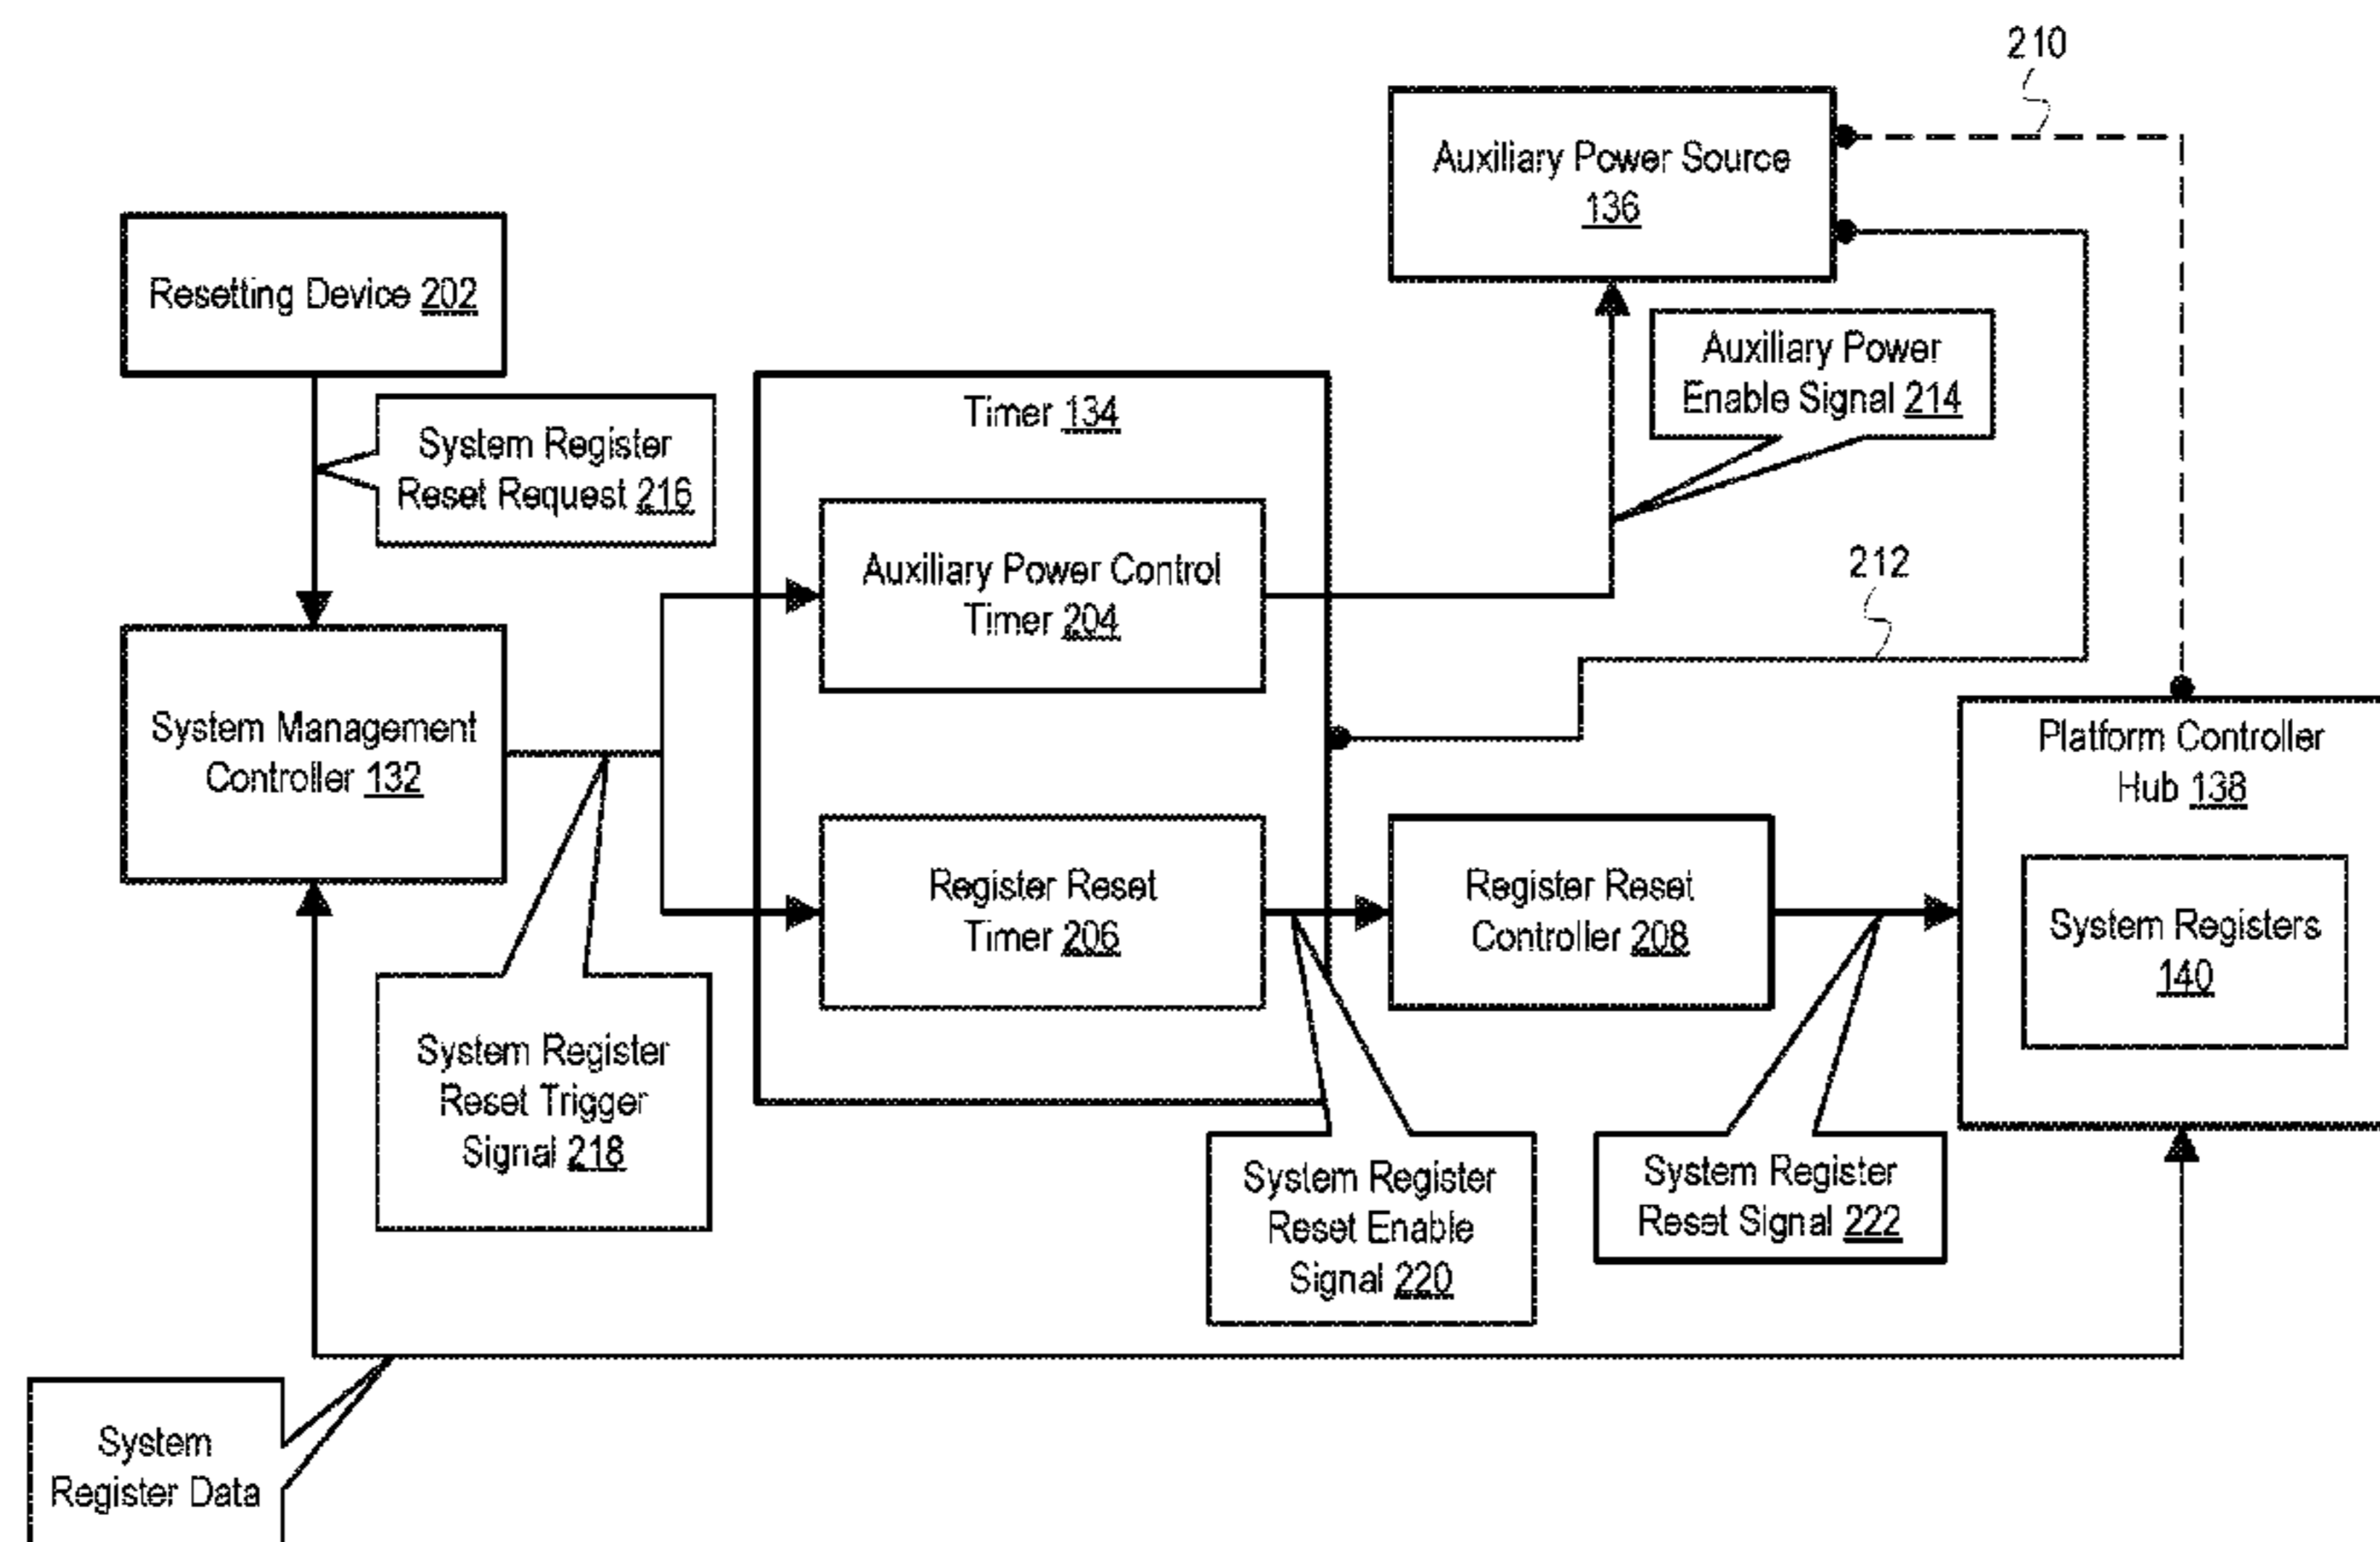 210
Auxiliary Power Source
136
Resetting Device 202
Auxiliary Power
Enable Signal 214
Timer 134
System Register
Reset Request 216
Auxiliary Power Control
Timer 204
212
System Management
Controller 132
Platform Controller
Hub 138
Register Reset
Timer 206
Register Reset
Controller 208
System Registers
140
System Register
Reset Trigger
Signal 218
System Register
Reset Enable
Signal 220
System Register
Reset Signal 222
System
Register Data